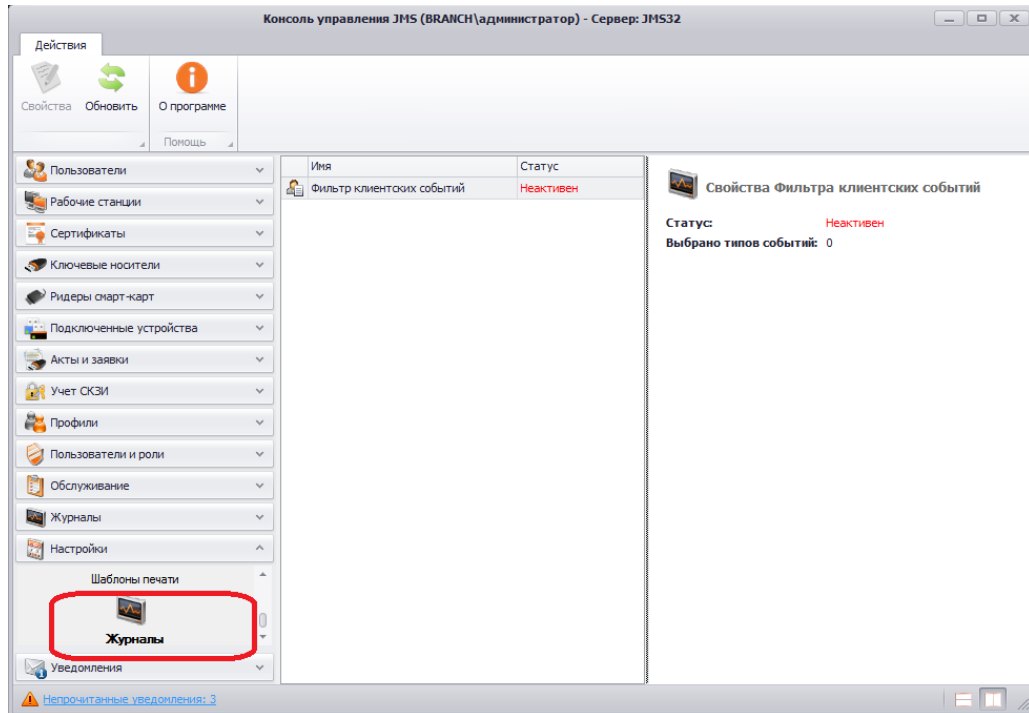 Консоль управления JMS (BRANCH\администратор) - Сервер: JMS32
Действия
Свойства
Обновить
О программе
Помощь
Пользователи
Рабочие станции
Сертификаты
Ключевые носители
Ридеры смарт-карт
Подключенные устройства
Акты и заявки
Учет СКЗИ
Профили
Пользователи и роли
Обслуживание
Журналы
Настройки
Шаблоны печати
Журналы
Уведомления
Имя Статус
Фильтр клиентских событий Неактивен
Свойства Фильтра клиентских событий
Статус: Неактивен
Выбрано типов событий: 0
Непрочитанные уведомления: 3